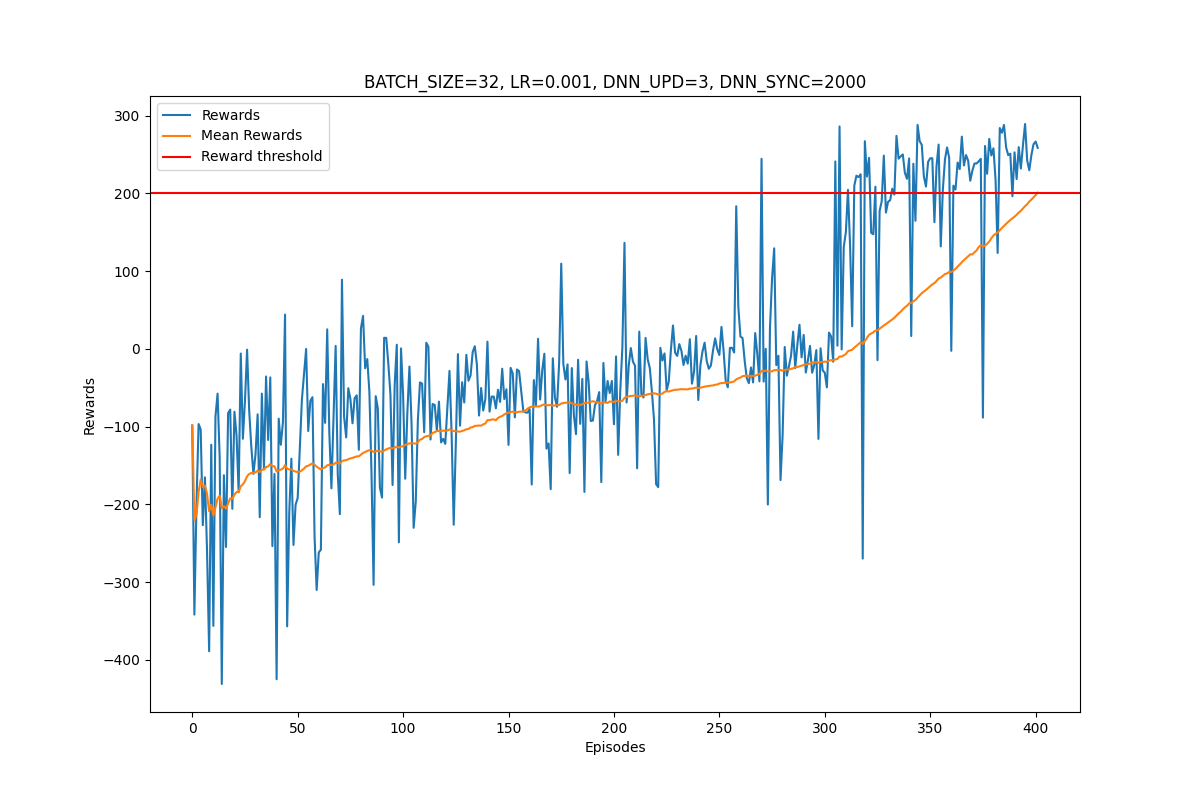 BATCH_SIZE=32, LR=0.001, DNN_UPD=3, DNN_SYNC=2000
Rewards
Mean Rewards
Reward threshold
300
200
100
0
−100
−200
−300
−400
Rewards
0 50 100 150 200 250 300 350 400
Episodes